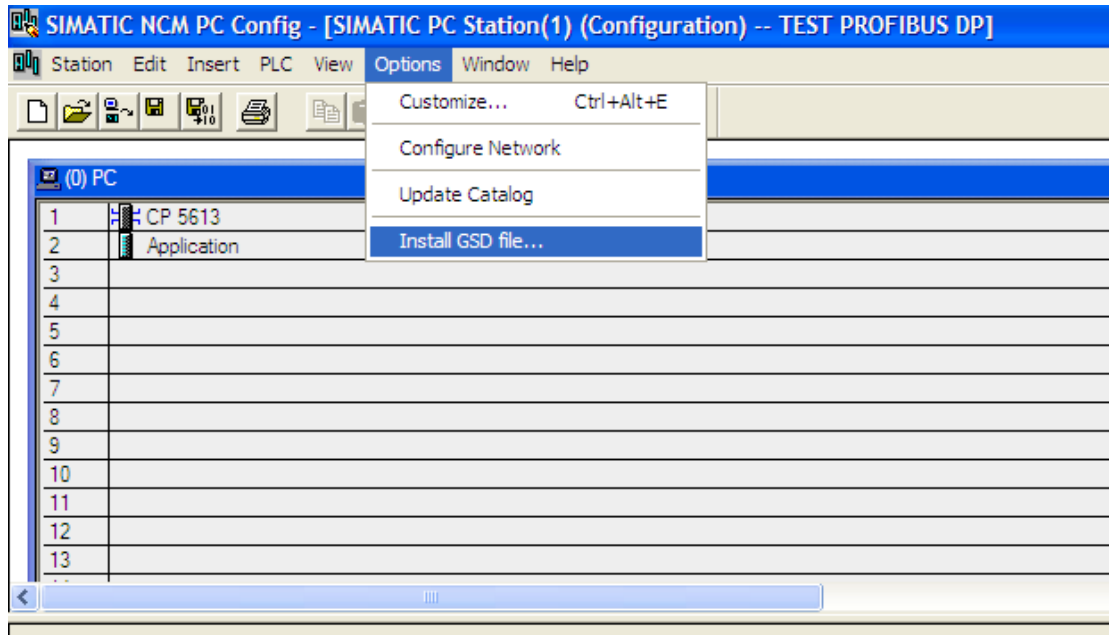 SIMATIC NCM PC Config - [SIMATIC PC Station(1) (Configuration) -- TEST PROFIBUS DP]
Station Edit Insert PLC View Options Window Help
Customize... Ctrl+Alt+E
Configure Network
Update Catalog
Install GSD file...
(0) PC
1 CP 5613
2 Application
3
4
5
6
7
8
9
10
11
12
13